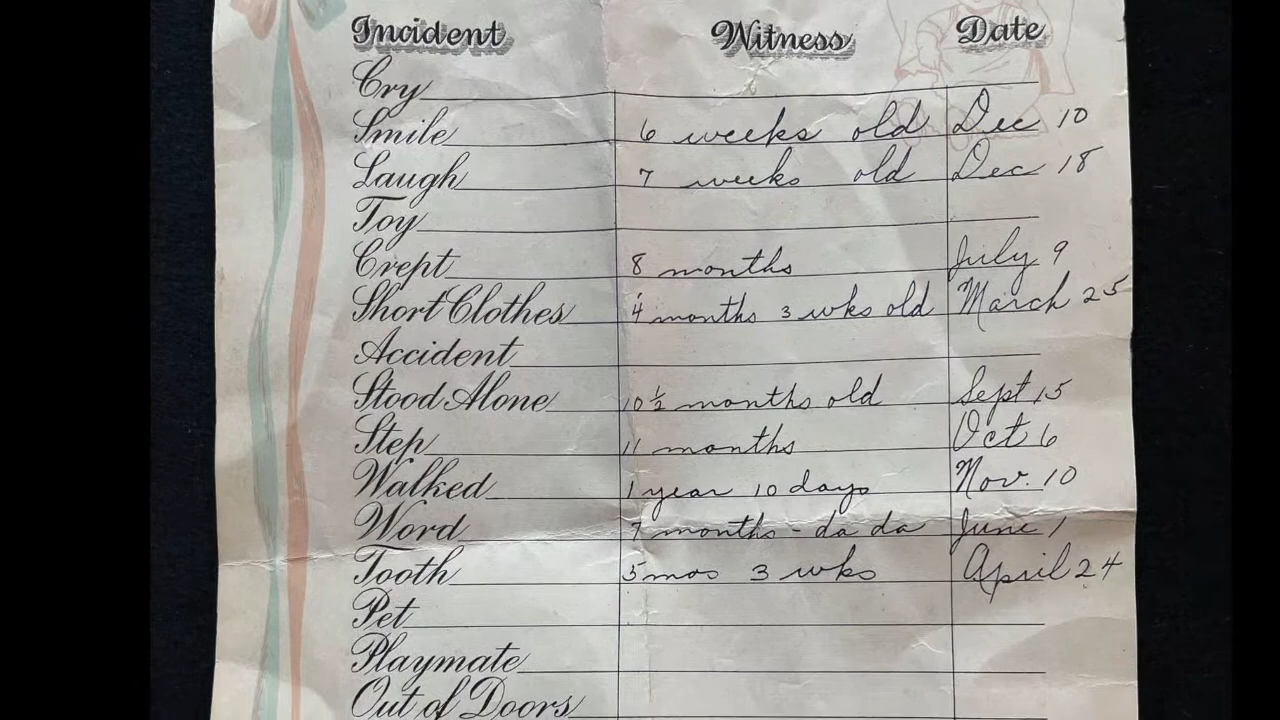 Incident Witness Date
Cry
Smile 6 weeks old Dec 10
Laugh 7 weeks old Dec 18
Toy
Crept 8 months July 9
Short Clothes 4 months 3 wks old March 25
Accident
Stood Alone 10 ½ months old Sept 15
Step 11 months Oct 6
Walked 1 year 10 days Nov. 10
Word 7 months - da da June 1
Tooth 5 mos 3 wks April 24
Pet
Playmate
Out of Doors